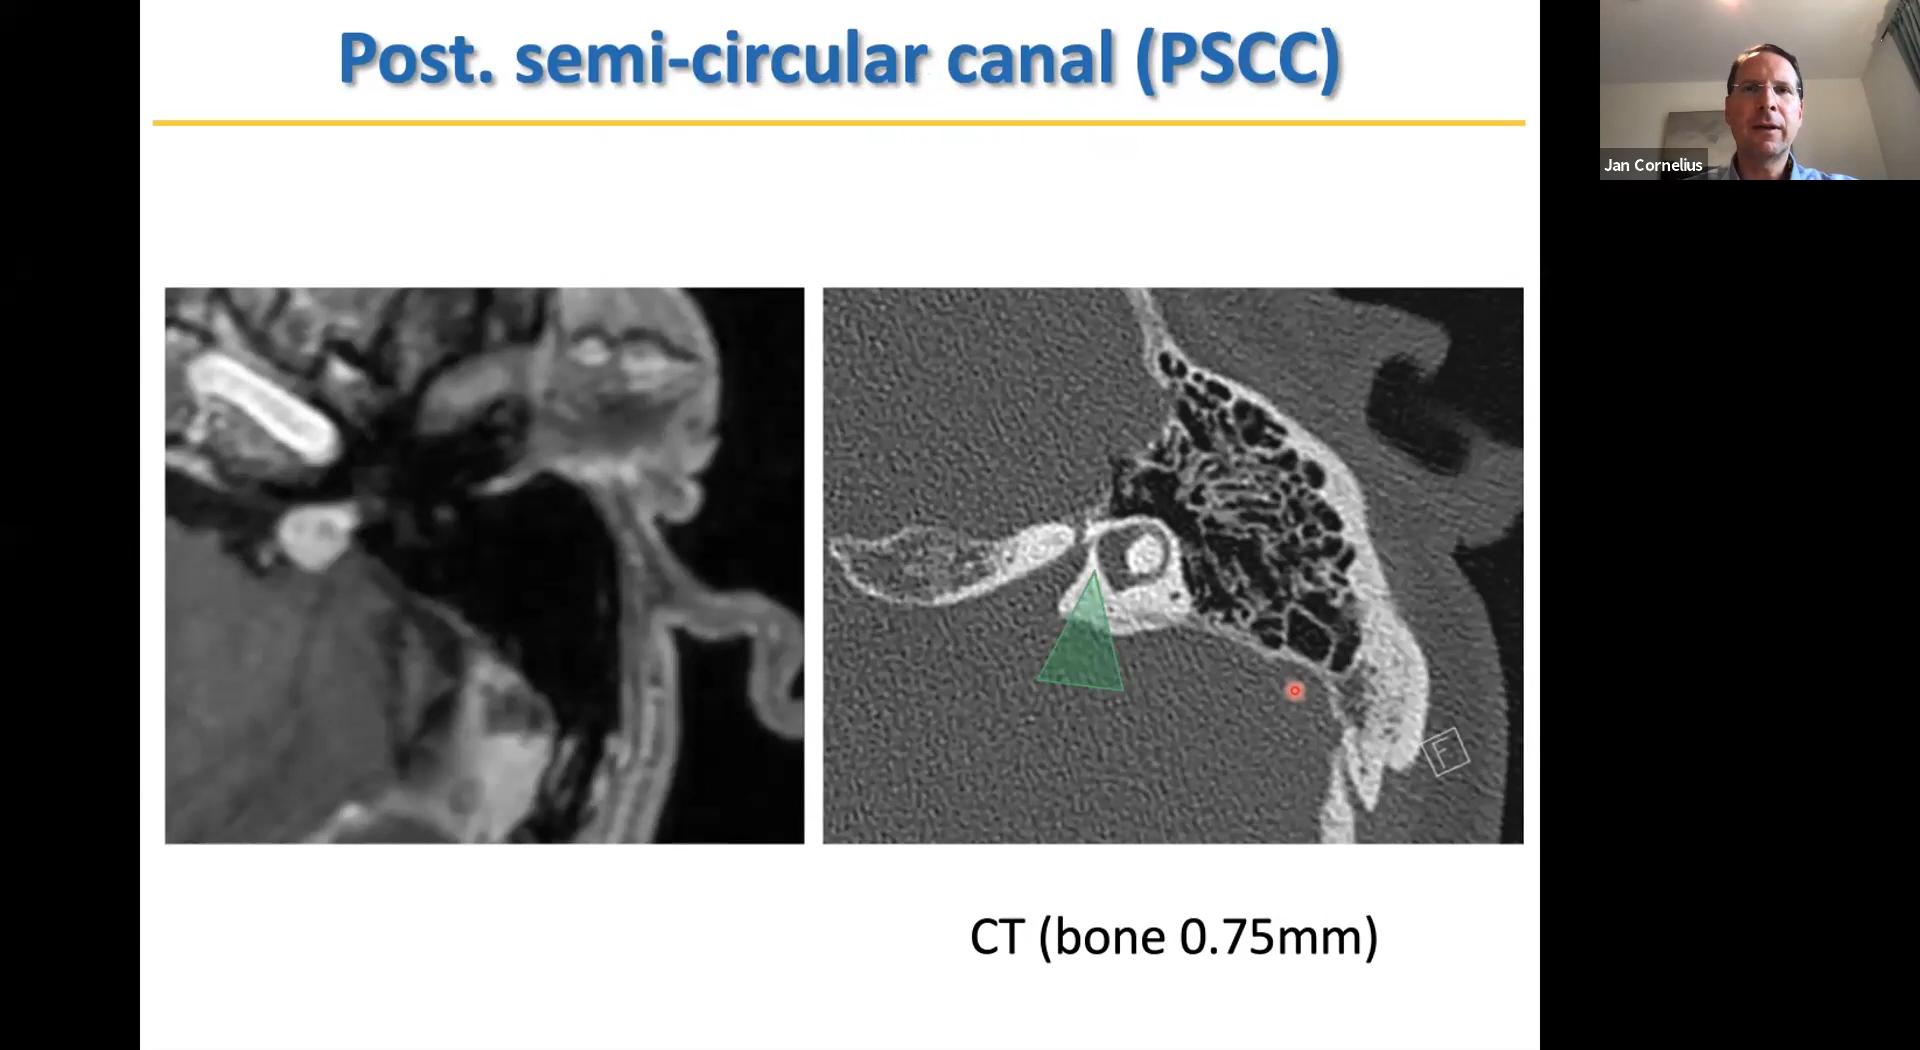 Post. semi-circular canal (PSCC)
Jan Cornelius
F
CT (bone 0.75mm)